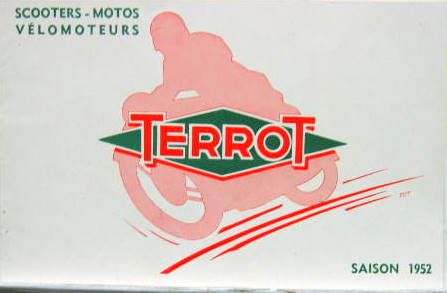 SCOOTERS - MOTOS
VÉLOMOTEURS
TERROT
SAISON 1952